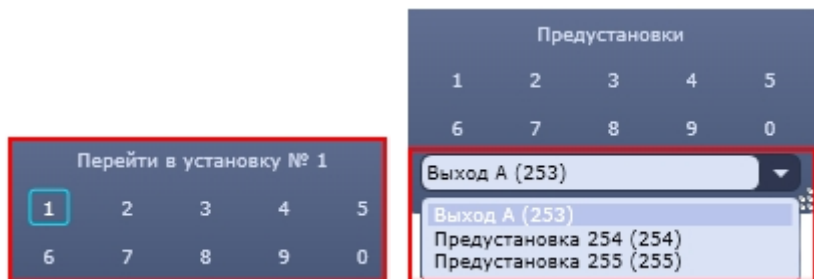 Перейти в установку № 1
1 2 3 4 5
6 7 8 9 0
Предустановки
1 2 3 4 5
6 7 8 9 0
Выход А (253)
Выход А (253)
Предустановка 254 (254)
Предустановка 255 (255)